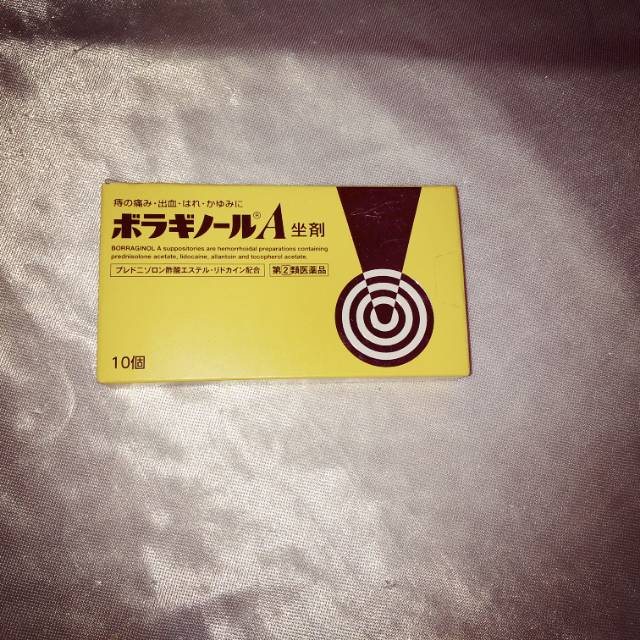 痔の痛み・出血・はれ・かゆみに
ボラギノール®A坐剤
BORRAGINOL A suppositories are hemorrhoidal preparations containing
prednisolone acetate, lidocaine, allantoin and tocopherol acetate.
プレドニゾロン酢酸エステル・リドカイン配合 指②類医薬品
10個